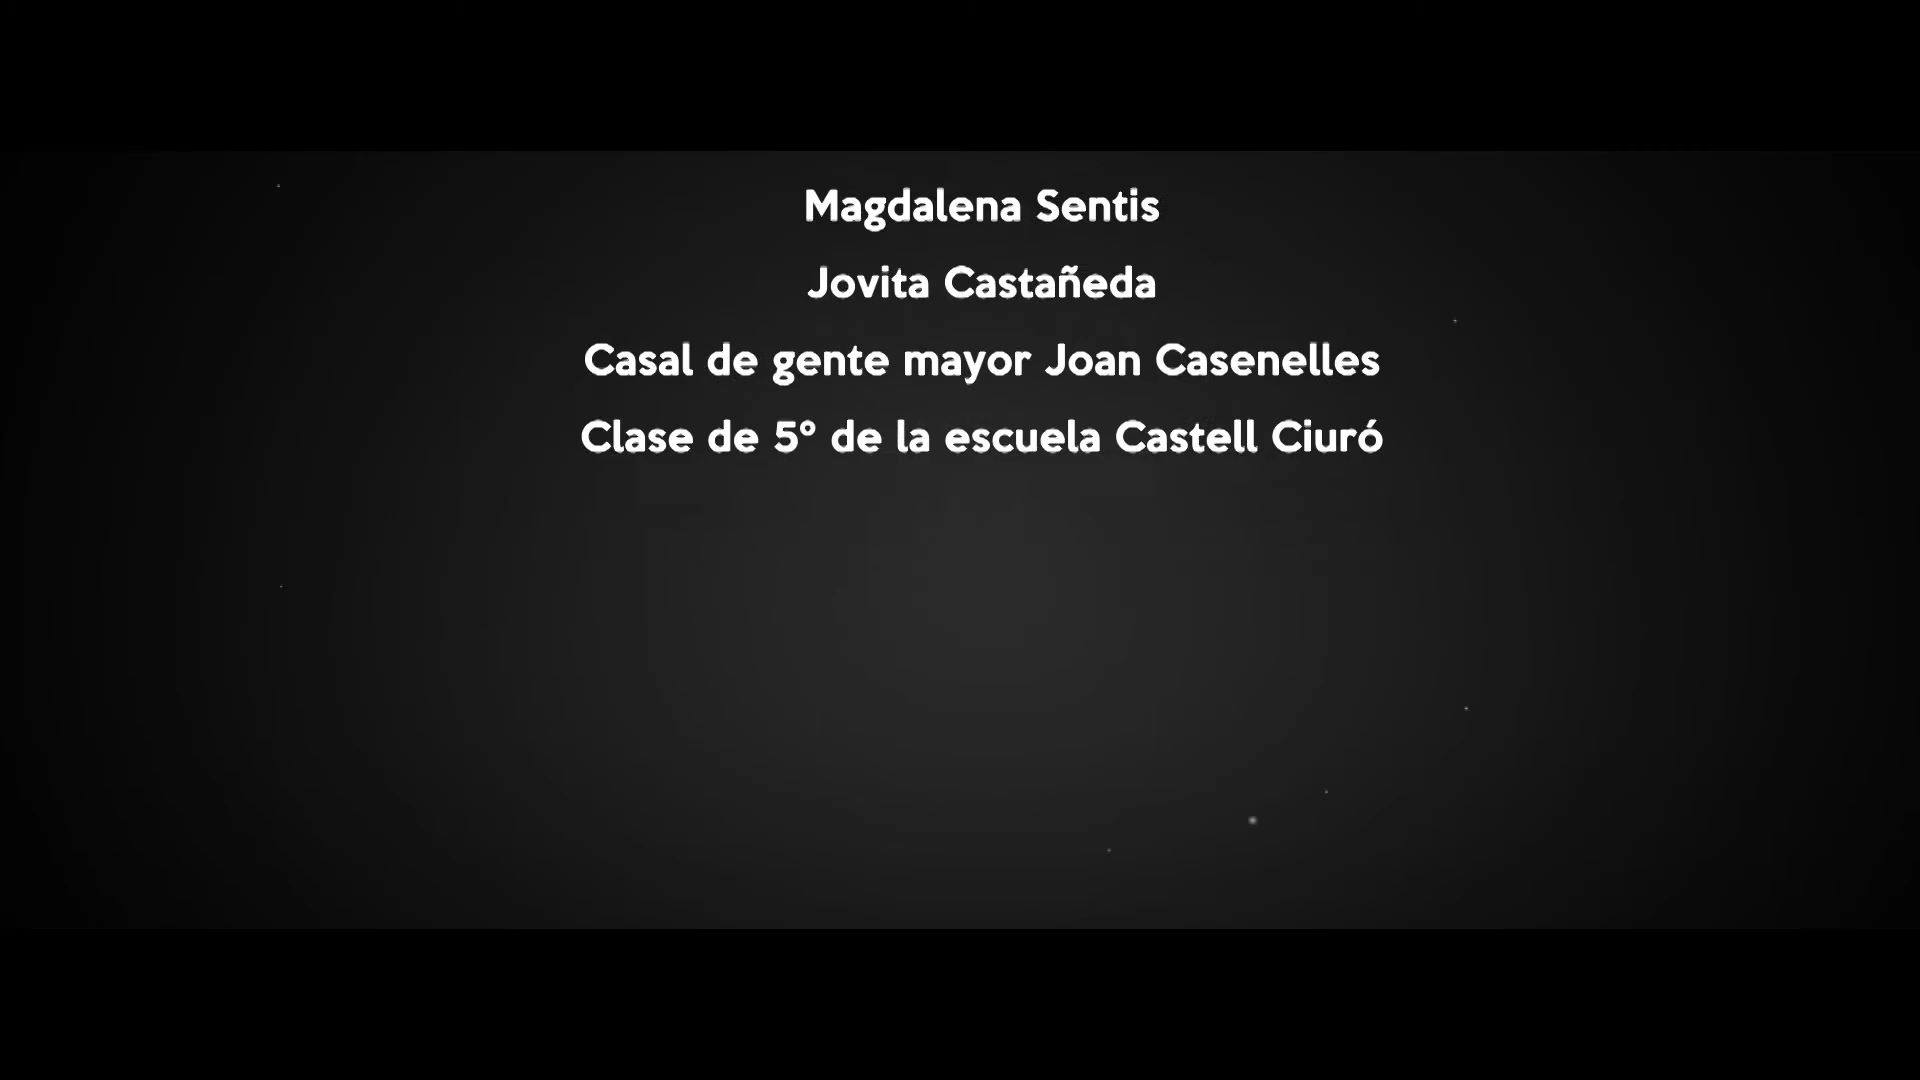 Magdalena Sentis
Jovita Castañeda
Casal de gente mayor Joan Casenelles
Clase de 5º de la escuela Castell Ciuró